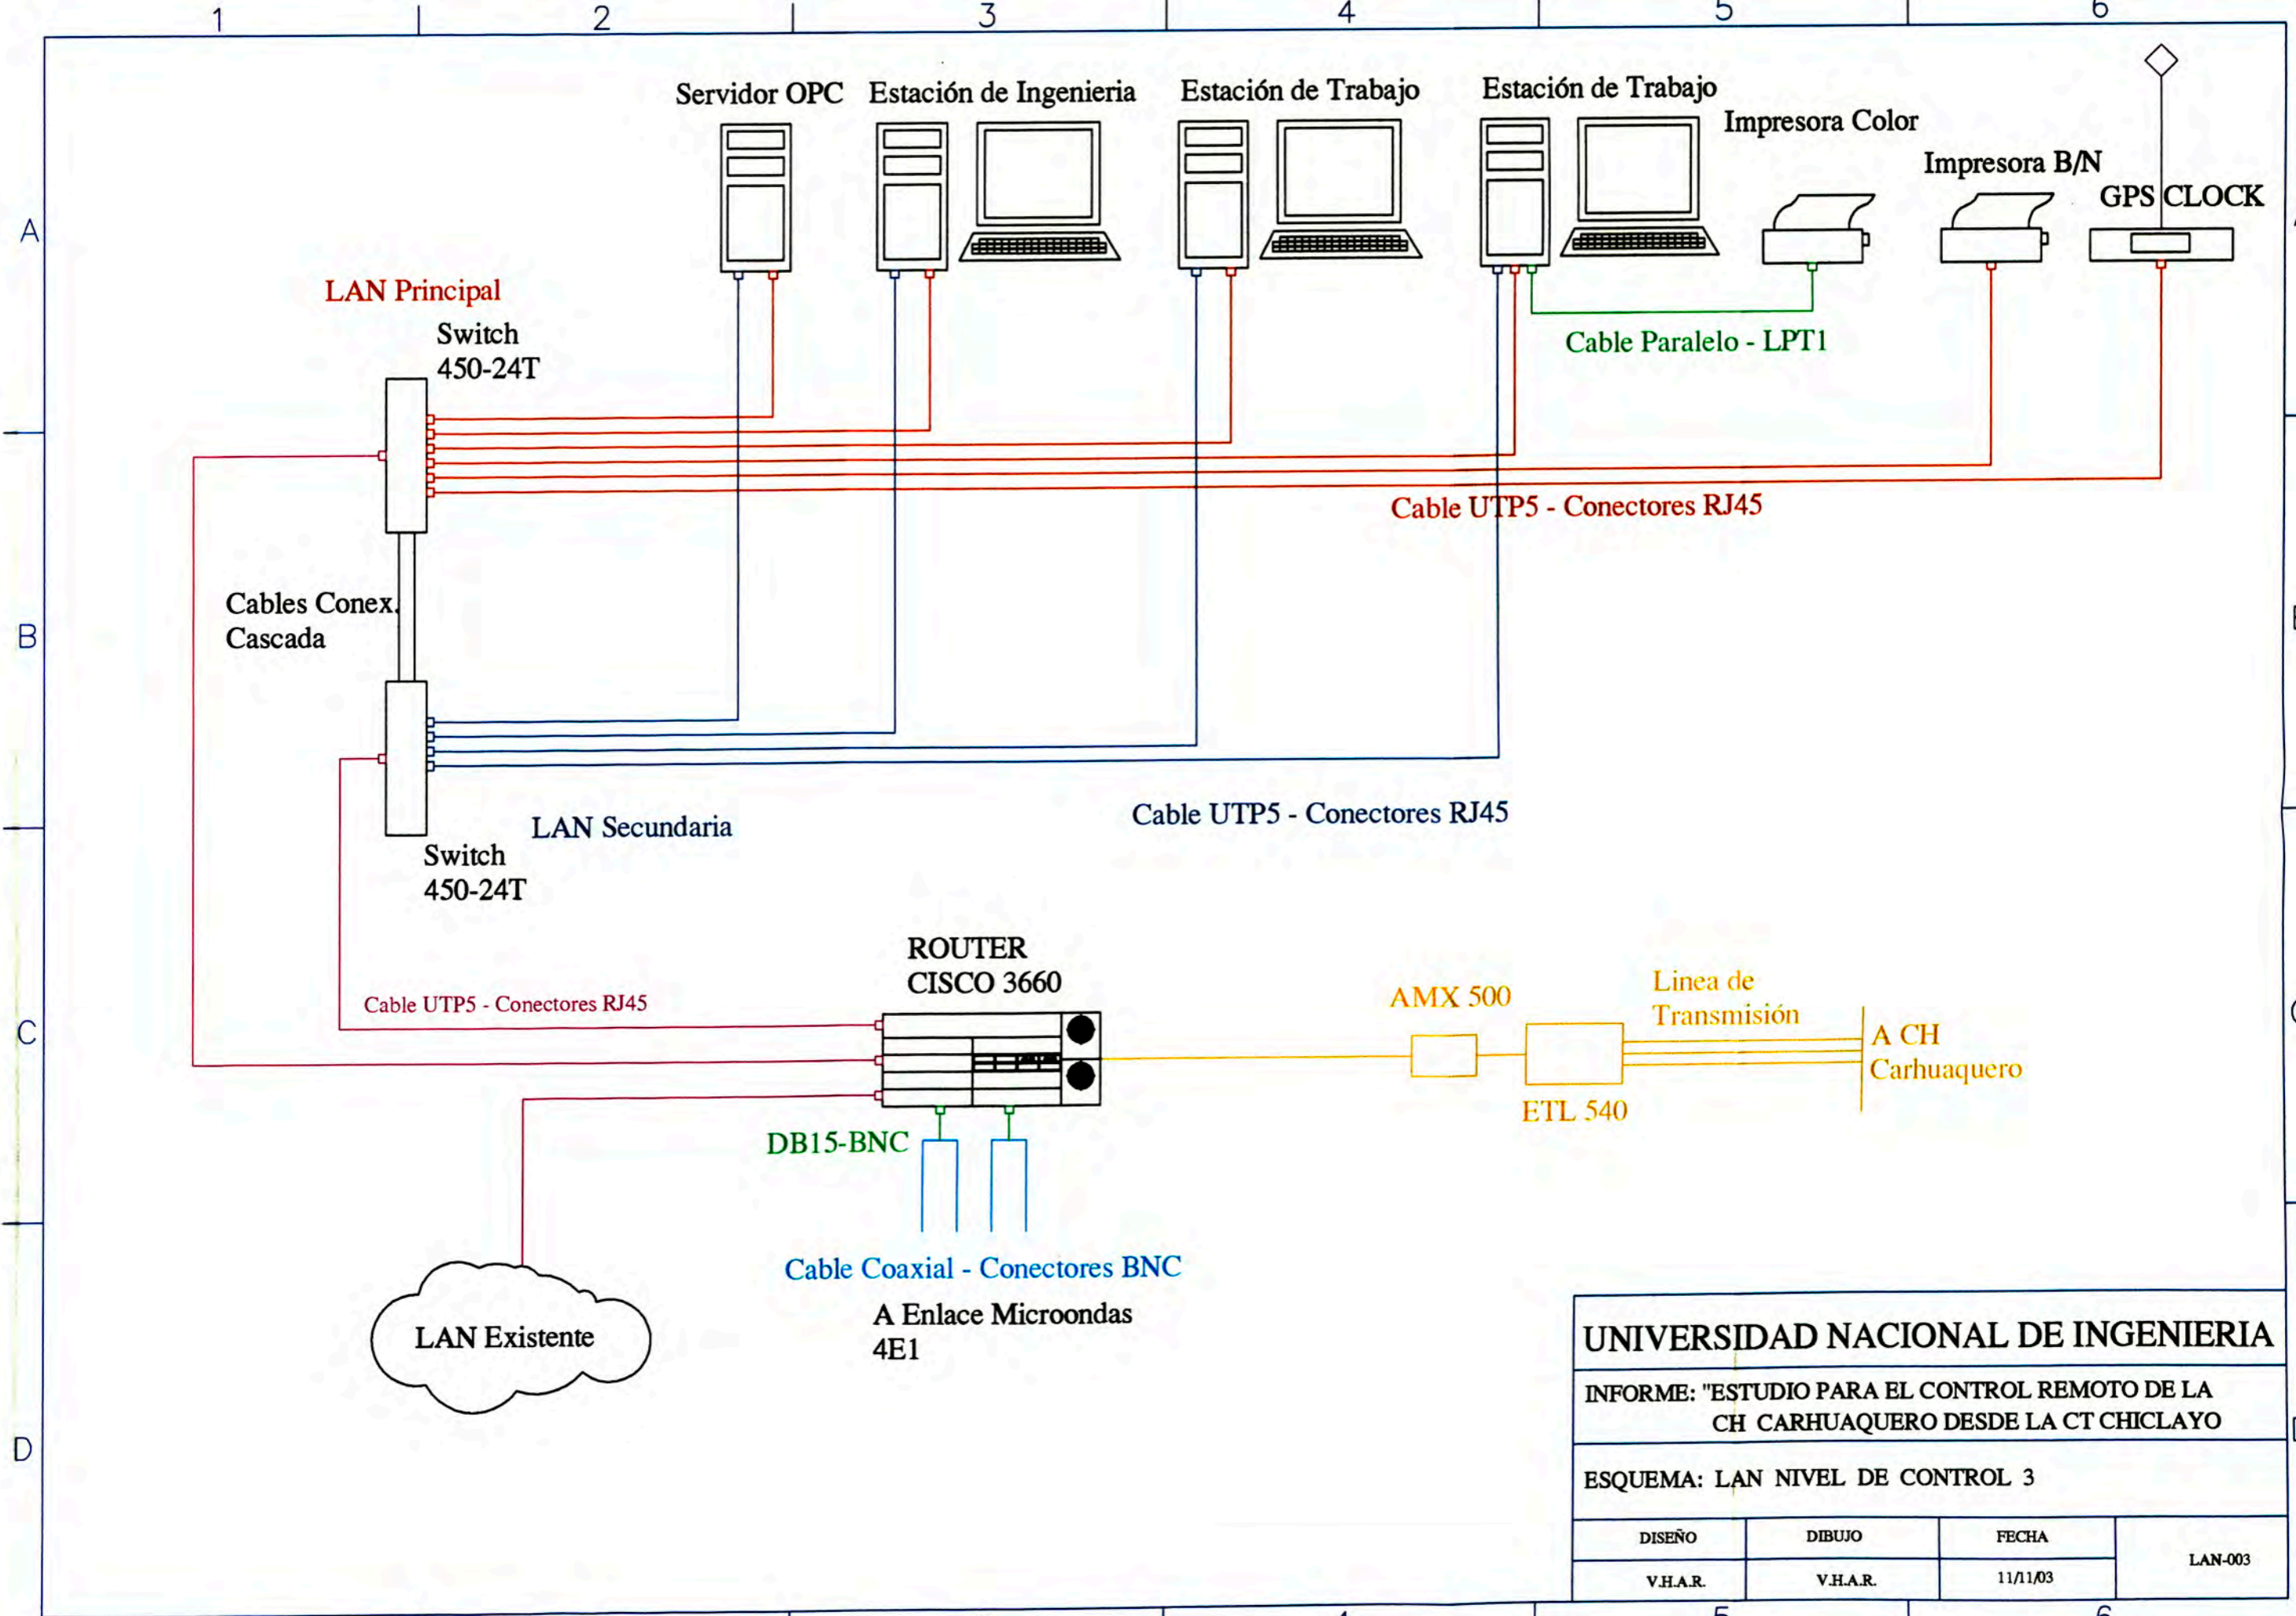 1 2 3 4 5 6
Servidor OPC
Estación de Ingenieria
Estación de Trabajo
Estación de Trabajo
Impresora Color
Impresora B/N
GPS CLOCK
A
LAN Principal
Switch
450-24T
Cable Paralelo - LPT1
Cable UTP5 - Conectores RJ45
Cables Conex.
Cascada
B
LAN Secundaria
Cable UTP5 - Conectores RJ45
Switch
450-24T
ROUTER
CISCO 3660
Cable UTP5 - Conectores RJ45
AMX 500
Linea de
Transmisión
A CH
Carhuaquero
ETL 540
C
DB15-BNC
Cable Coaxial - Conectores BNC
A Enlace Microondas
4E1
LAN Existente
D
UNIVERSIDAD NACIONAL DE INGENIERIA
INFORME: "ESTUDIO PARA EL CONTROL REMOTO DE LA
CH CARHUAQUERO DESDE LA CT CHICLAYO
ESQUEMA: LAN NIVEL DE CONTROL 3
DISEÑO DIBUJO FECHA
LAN-003
V.H.A.R. V.H.A.R. 11/11/03